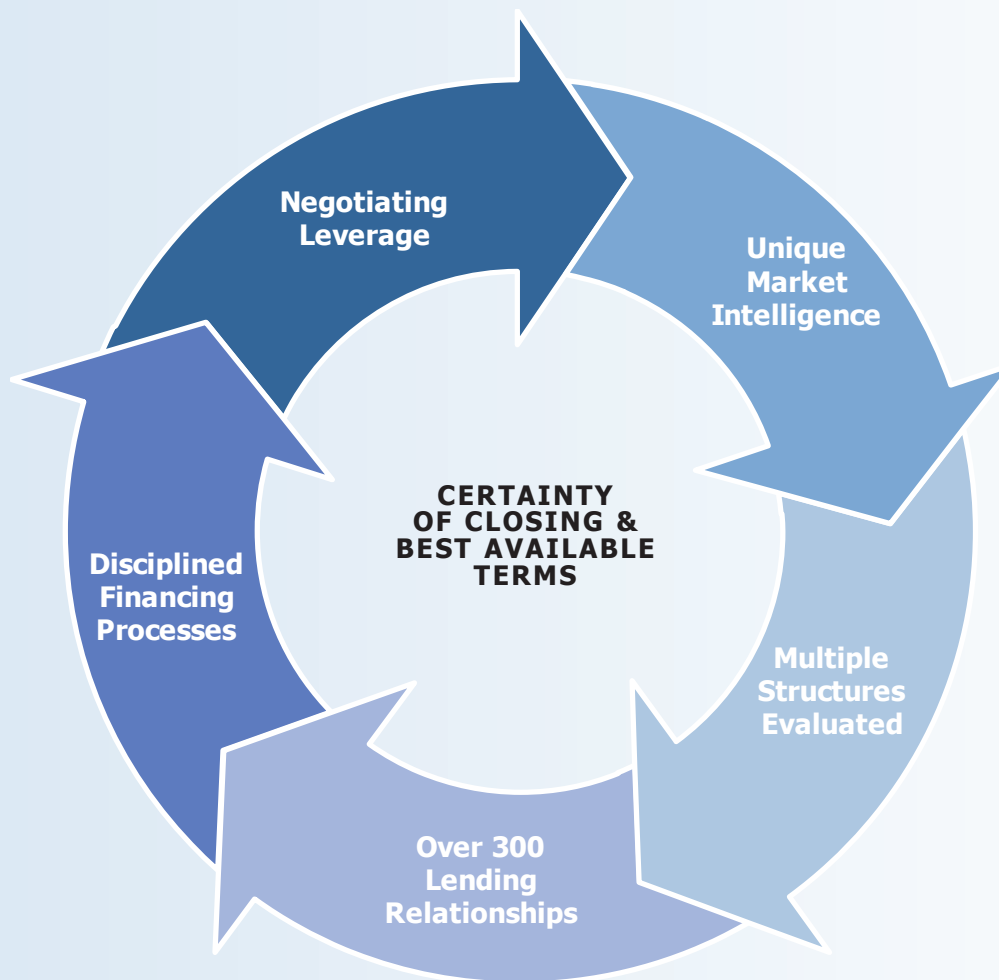 Negotiating
Leverage
Unique
Market
Intelligence
Multiple
Structures
Evaluated
Over 300
Lending
Relationships
Disciplined
Financing
Processes
CERTAINTY
OF CLOSING &
BEST AVAILABLE
TERMS